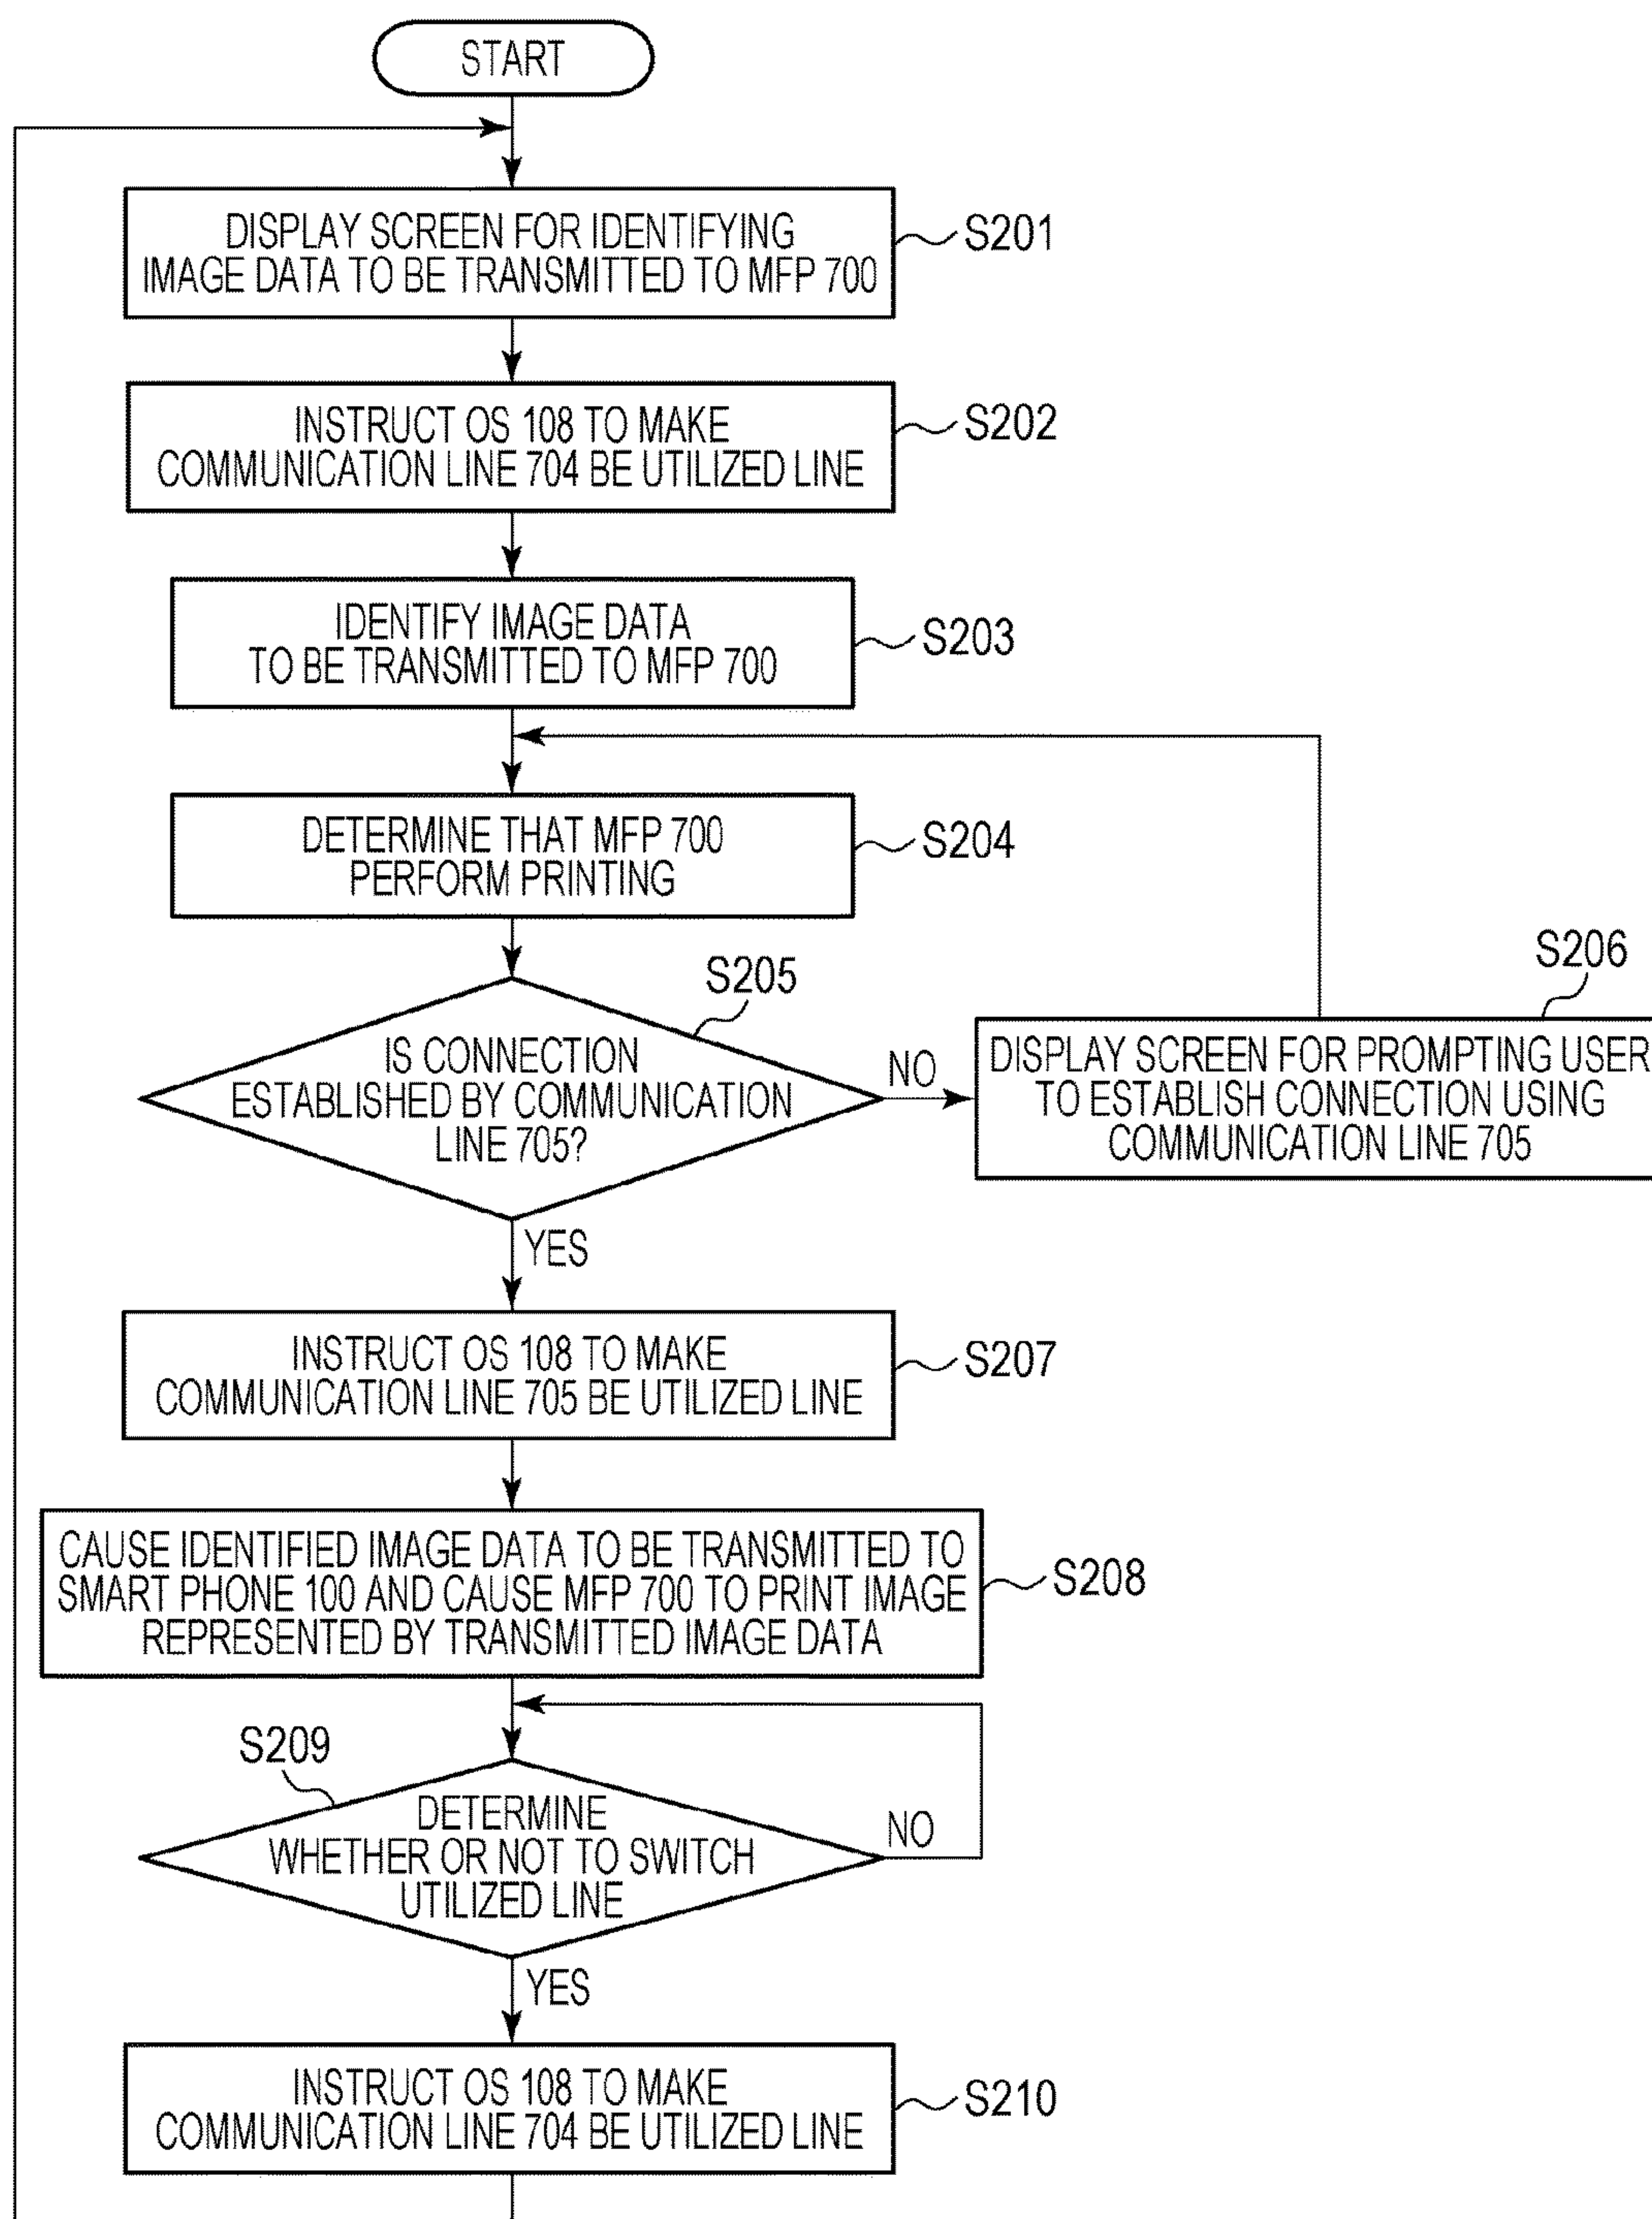 START
DISPLAY SCREEN FOR IDENTIFYING
IMAGE DATA TO BE TRANSMITTED TO MFP 700
S201
INSTRUCT OS 108 TO MAKE
COMMUNICATION LINE 704 BE UTILIZED LINE
S202
IDENTIFY IMAGE DATA
TO BE TRANSMITTED TO MFP 700
S203
DETERMINE THAT MFP 700
PERFORM PRINTING
S204
S205
IS CONNECTION
ESTABLISHED BY COMMUNICATION
LINE 705?
NO
S206
DISPLAY SCREEN FOR PROMPTING USER
TO ESTABLISH CONNECTION USING
COMMUNICATION LINE 705
YES
INSTRUCT OS 108 TO MAKE
COMMUNICATION LINE 705 BE UTILIZED LINE
S207
CAUSE IDENTIFIED IMAGE DATA TO BE TRANSMITTED TO
SMART PHONE 100 AND CAUSE MFP 700 TO PRINT IMAGE
REPRESENTED BY TRANSMITTED IMAGE DATA
S208
S209
DETERMINE
WHETHER OR NOT TO SWITCH
UTILIZED LINE
NO
YES
INSTRUCT OS 108 TO MAKE
COMMUNICATION LINE 704 BE UTILIZED LINE
S210